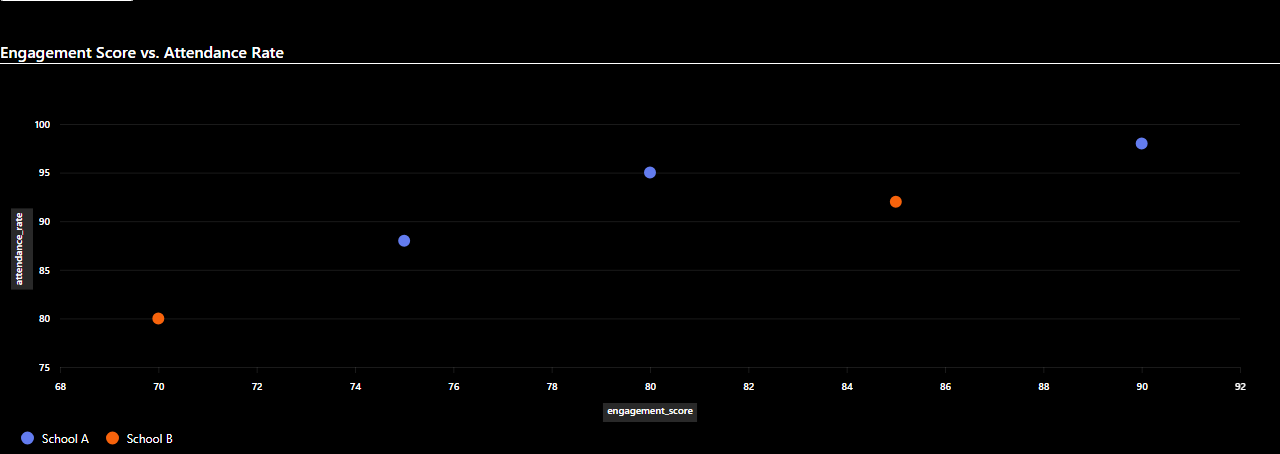 Engagement Score vs. Attendance Rate
100
95
90
85
80
75
attendance_rate
68 70 72 74 76 78 80 82 84 86 88 90 92
engagement_score
School A School B